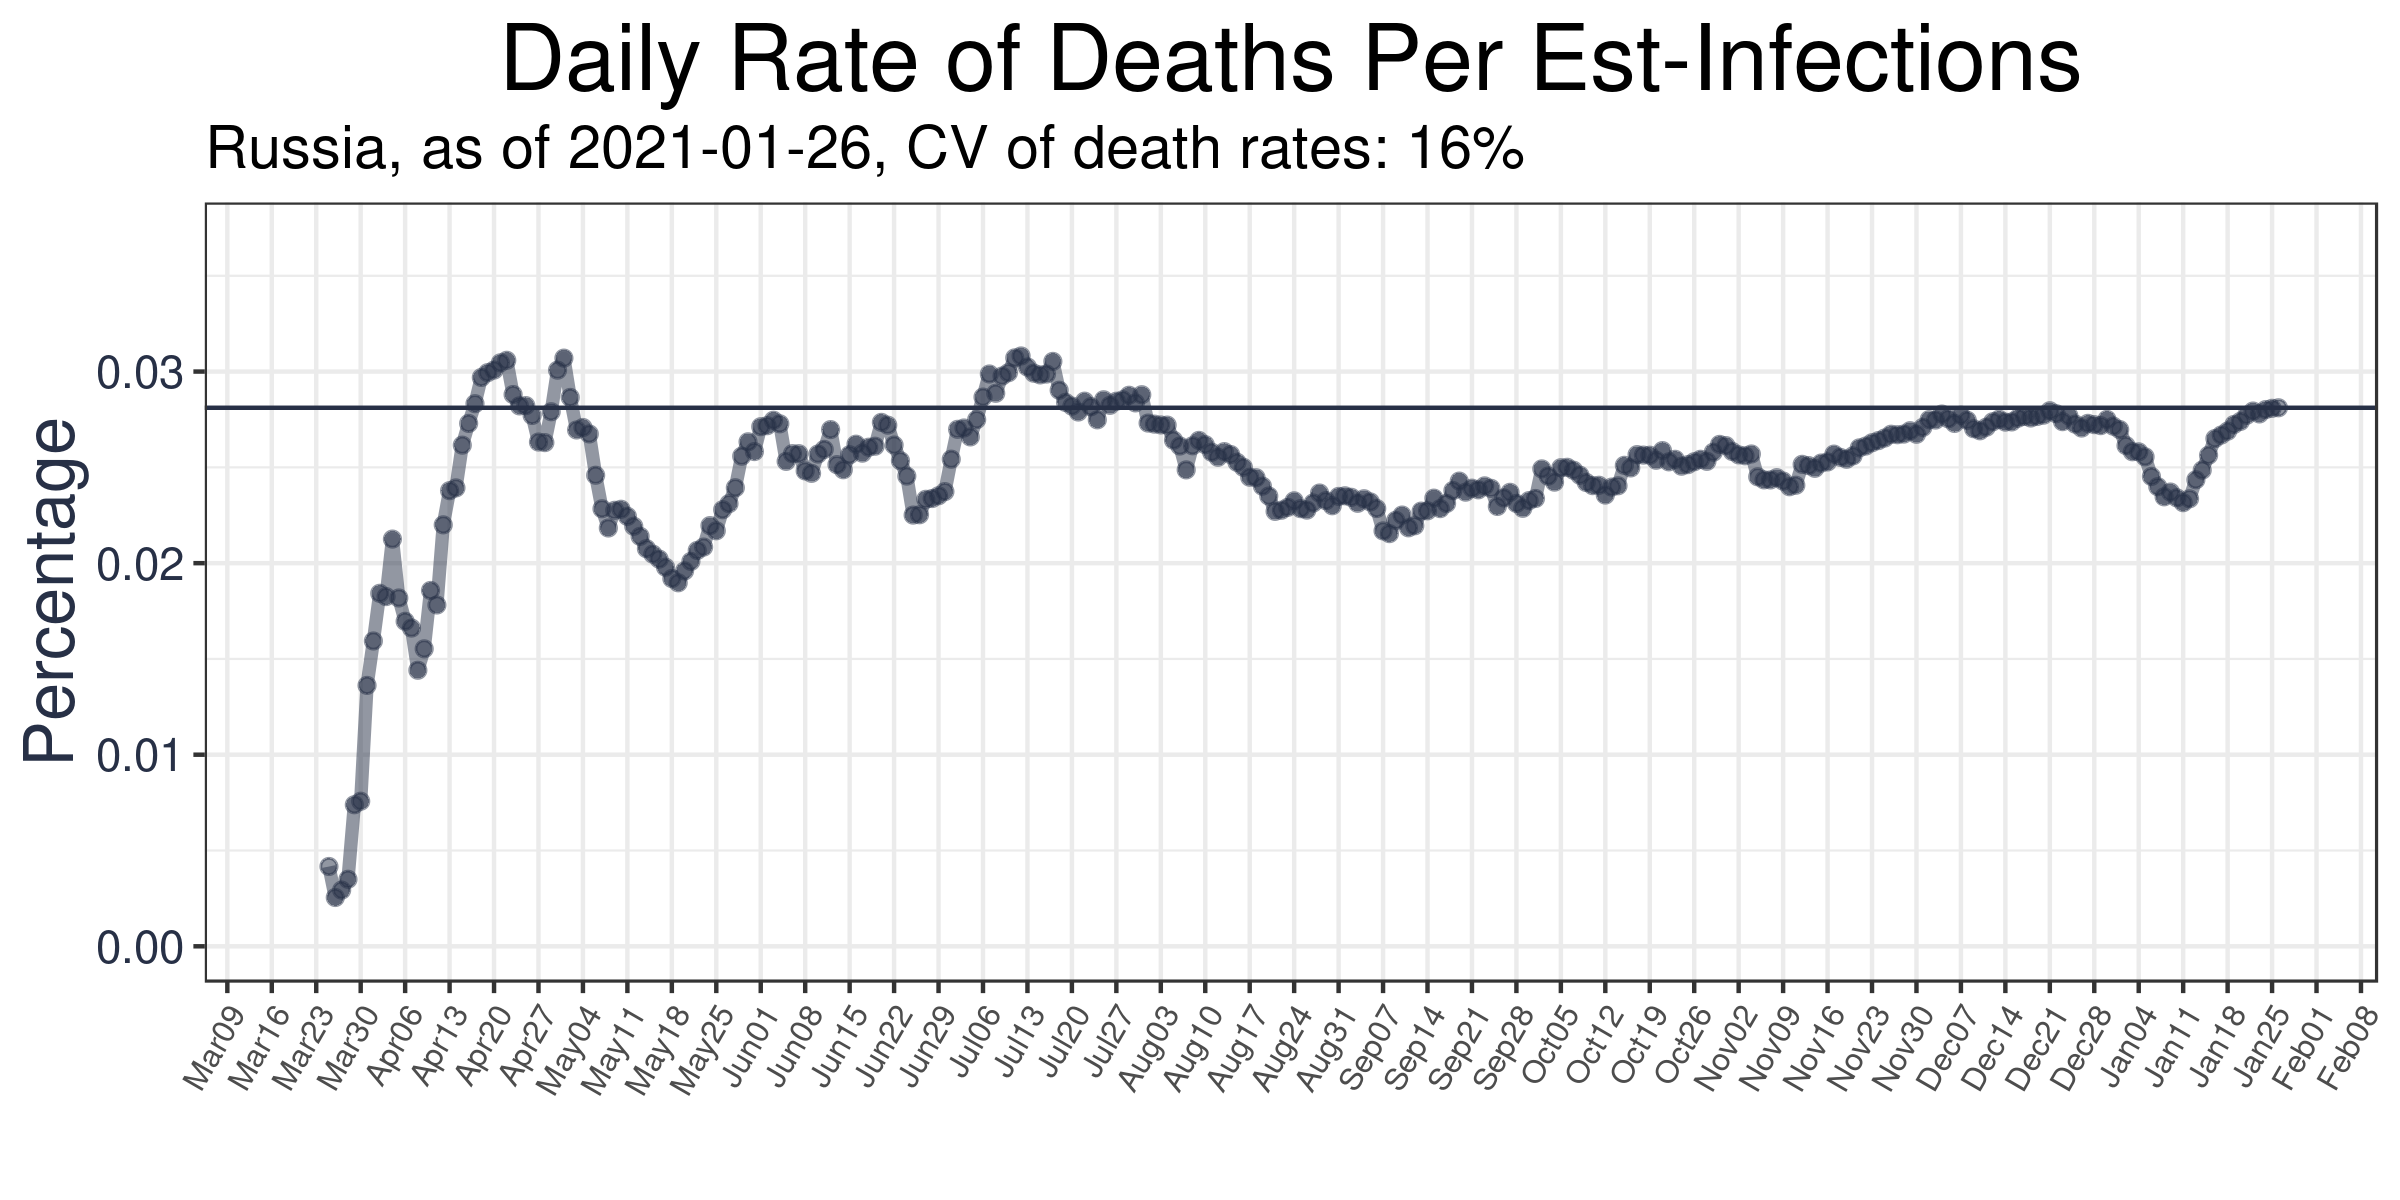 Daily Rate of Deaths Per Est-Infections
Russia, as of 2021-01-26, CV of death rates: 16%
Percentage
0.03
0.02
0.01
0.00
Mar09
Mar16
Mar23
Mar30
Apr06
Apr13
Apr20
Apr27
May04
May11
May18
May25
Jun01
Jun08
Jun15
Jun22
Jun29
Jul06
Jul13
Jul20
Jul27
Aug03
Aug10
Aug17
Aug24
Aug31
Sep07
Sep14
Sep21
Sep28
Oct05
Oct12
Oct19
Oct26
Nov02
Nov09
Nov16
Nov23
Nov30
Dec07
Dec14
Dec21
Dec28
Jan04
Jan11
Jan18
Jan25
Feb01
Feb08